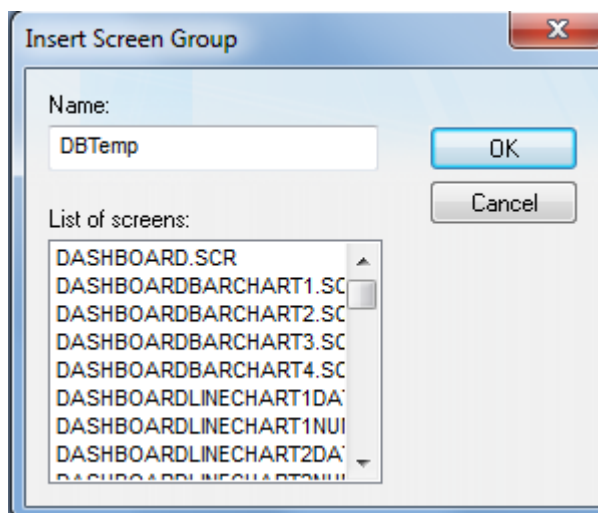 Insert Screen Group
Name:
DBTemp
OK
Cancel
List of screens:
DASHBOARD.SCR
DASHBOARDBARCHART1.SC
DASHBOARDBARCHART2.SC
DASHBOARDBARCHART3.SC
DASHBOARDBARCHART4.SC
DASHBOARDLINECHART1DA
DASHBOARDLINECHART1NU
DASHBOARDLINECHART2DA